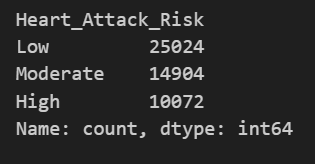 Heart_Attack_Risk
Low         25024
Moderate    14904
High        10072
Name: count, dtype: int64